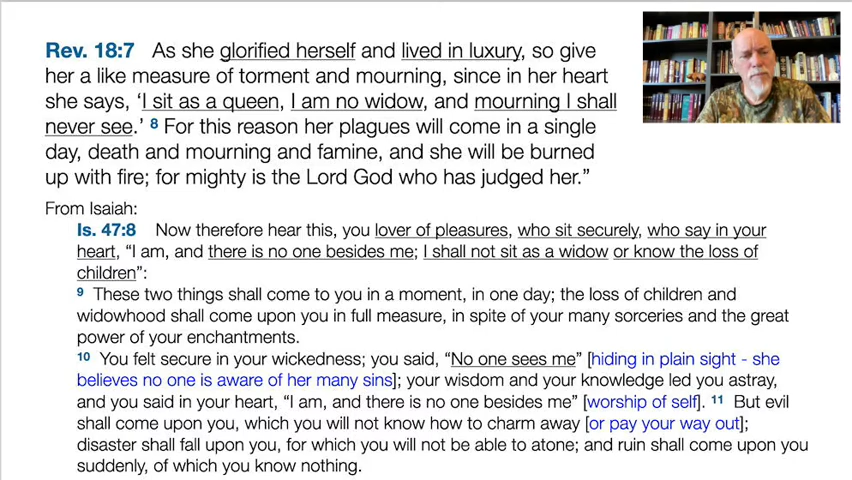 Rev. 18:7 As she glorified herself and lived in luxury, so give
her a like measure of torment and mourning, since in her heart
she says, ‘I sit as a queen, I am no widow, and mourning I shall
never see.’ 8 For this reason her plagues will come in a single
day, death and mourning and famine, and she will be burned
up with fire; for mighty is the Lord God who has judged her.”
From Isaiah:
Is. 47:8 Now therefore hear this, you lover of pleasures, who sit securely, who say in your
heart, “I am, and there is no one besides me; I shall not sit as a widow or know the loss of
children”:
9 These two things shall come to you in a moment, in one day; the loss of children and
widowhood shall come upon you in full measure, in spite of your many sorceries and the great
power of your enchantments.
10 You felt secure in your wickedness; you said, “No one sees me” [hiding in plain sight - she
believes no one is aware of her many sins]; your wisdom and your knowledge led you astray,
and you said in your heart, “I am, and there is no one besides me” [worship of self]. 11 But evil
shall come upon you, which you will not know how to charm away [or pay your way out];
disaster shall fall upon you, for which you will not be able to atone; and ruin shall come upon you
suddenly, of which you know nothing.